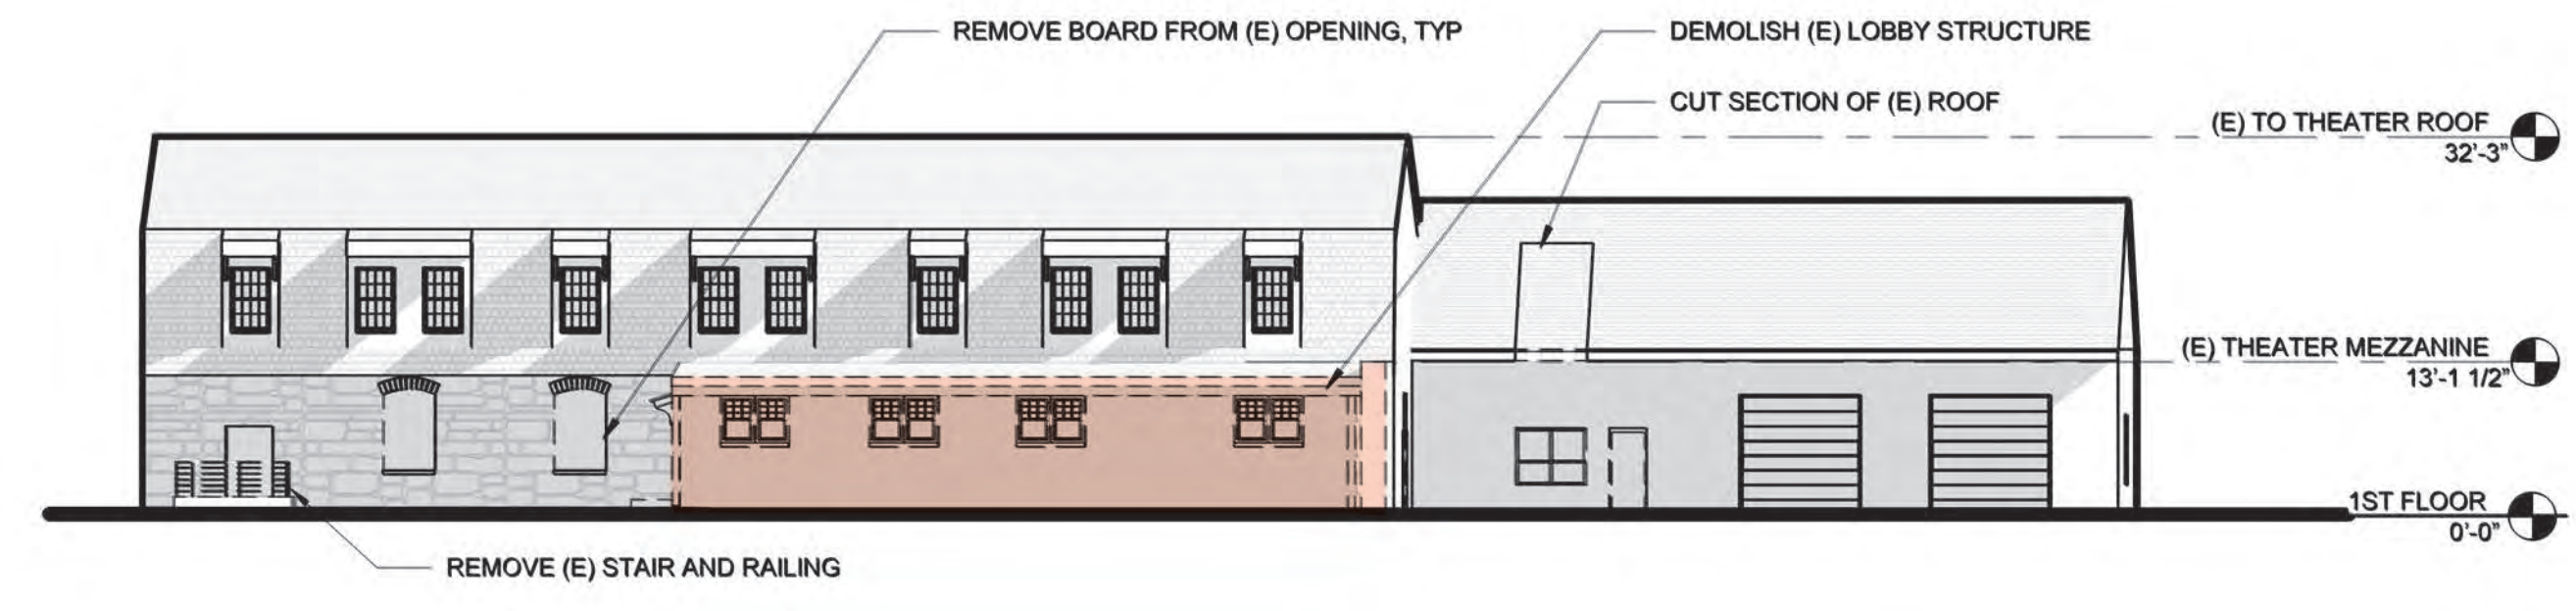 REMOVE BOARD FROM (E) OPENING, TYP
DEMOLISH (E) LOBBY STRUCTURE
CUT SECTION OF (E) ROOF
(E) TO THEATER ROOF
32'-3"
(E) THEATER MEZZANINE
13'-1 1/2"
1ST FLOOR
0'-0"
REMOVE (E) STAIR AND RAILING